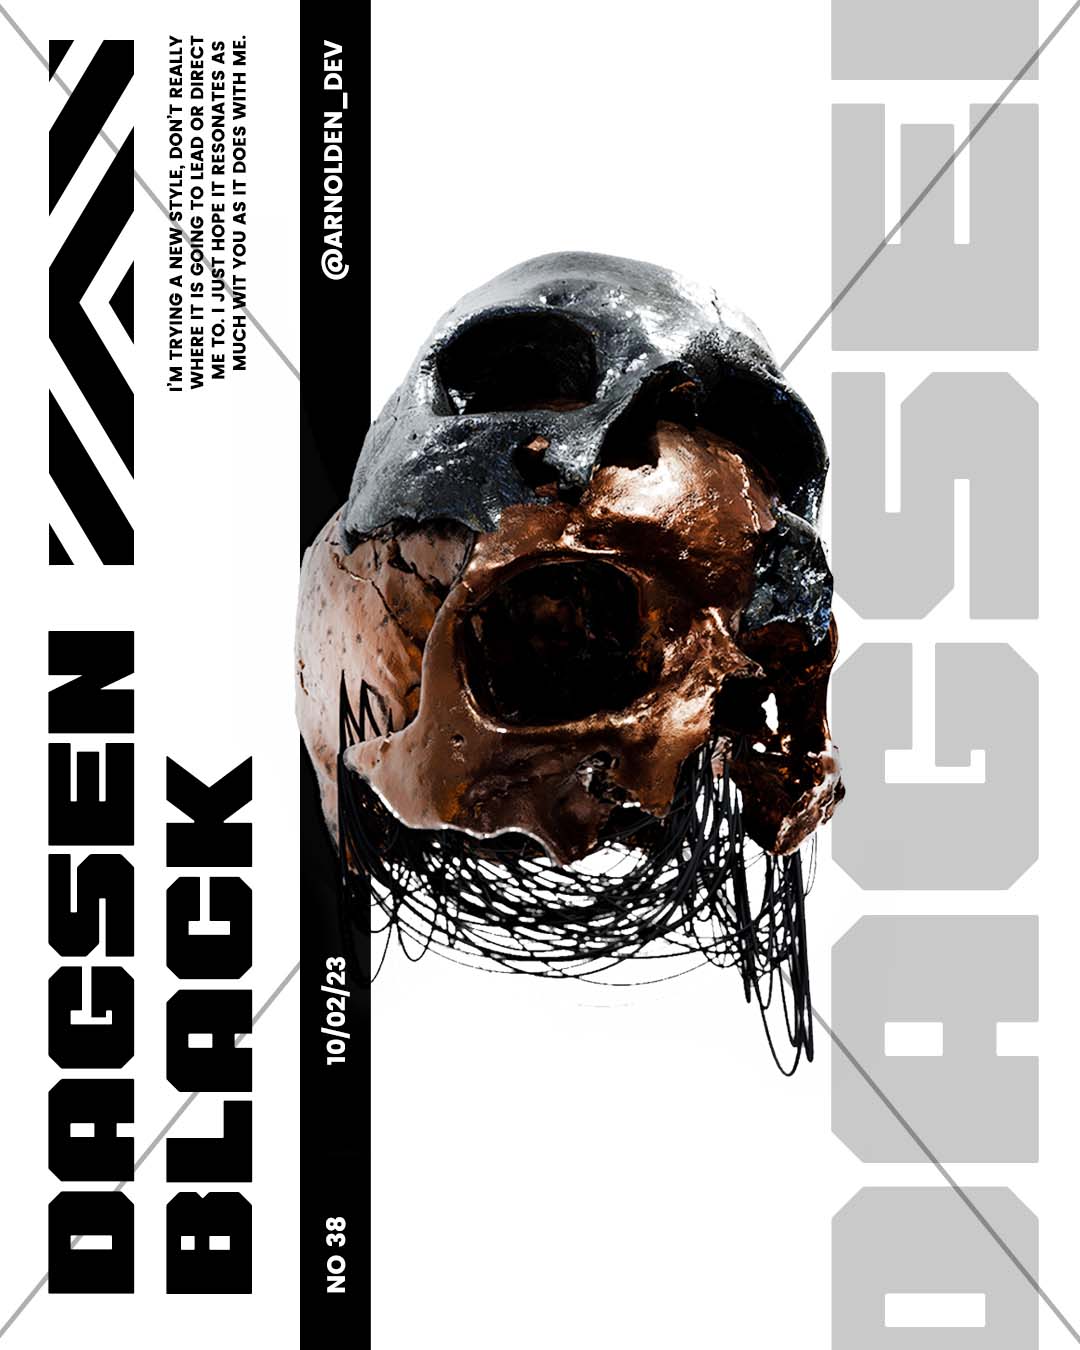 DAGSEN
BLACK
I'M TRYING A NEW STYLE, DON'T REALLY
WHERE IT IS GOING TO LEAD OR DIRECT
ME TO. I JUST HOPE IT RESONATES AS
MUCH WIT YOU AS IT DOES WITH ME.
NO 38
10/02/23
@ARNOLDEN_DEV
DAGSE